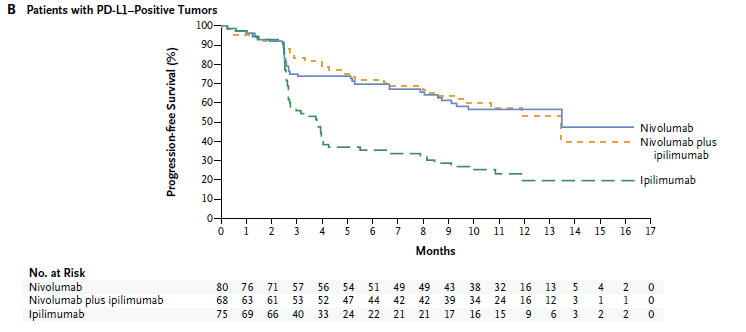 B Patients with PD-L1–Positive Tumors
Progression-free Survival (%)
100
90
80
70
60
50
40
30
20
10
0
0 1 2 3 4 5 6 7 8 9 10 11 12 13 14 15 16 17
Months
Nivolumab
Nivolumab plus
ipilimumab
Ipilimumab
No. at Risk
Nivolumab 80 76 71 57 56 54 51 49 49 43 38 32 16 13 5 4 2 0
Nivolumab plus ipilimumab 68 63 61 53 52 47 44 42 42 39 34 24 16 12 3 1 1 0
Ipilimumab 75 69 66 40 33 24 22 21 21 17 16 15 9 6 3 2 2 0